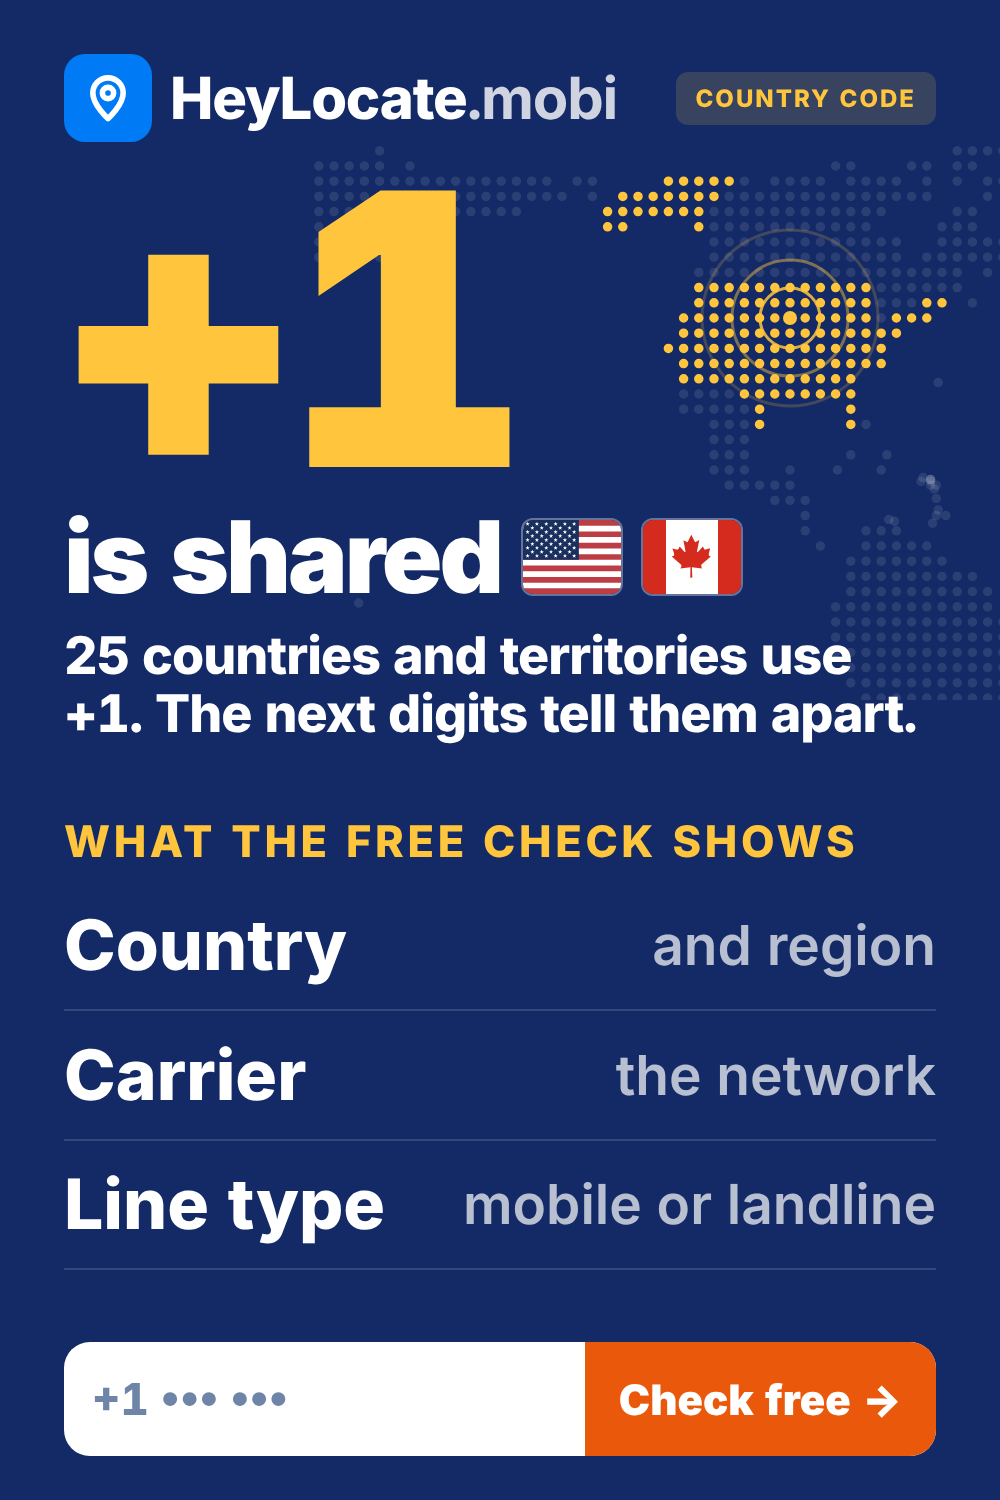 HeyLocate.mobi
COUNTRY CODE
+1
is shared
25 countries and territories use
+1. The next digits tell them apart.
WHAT THE FREE CHECK SHOWS
Country and region
Carrier the network
Line type mobile or landline
+1 ••• •••
Check free →